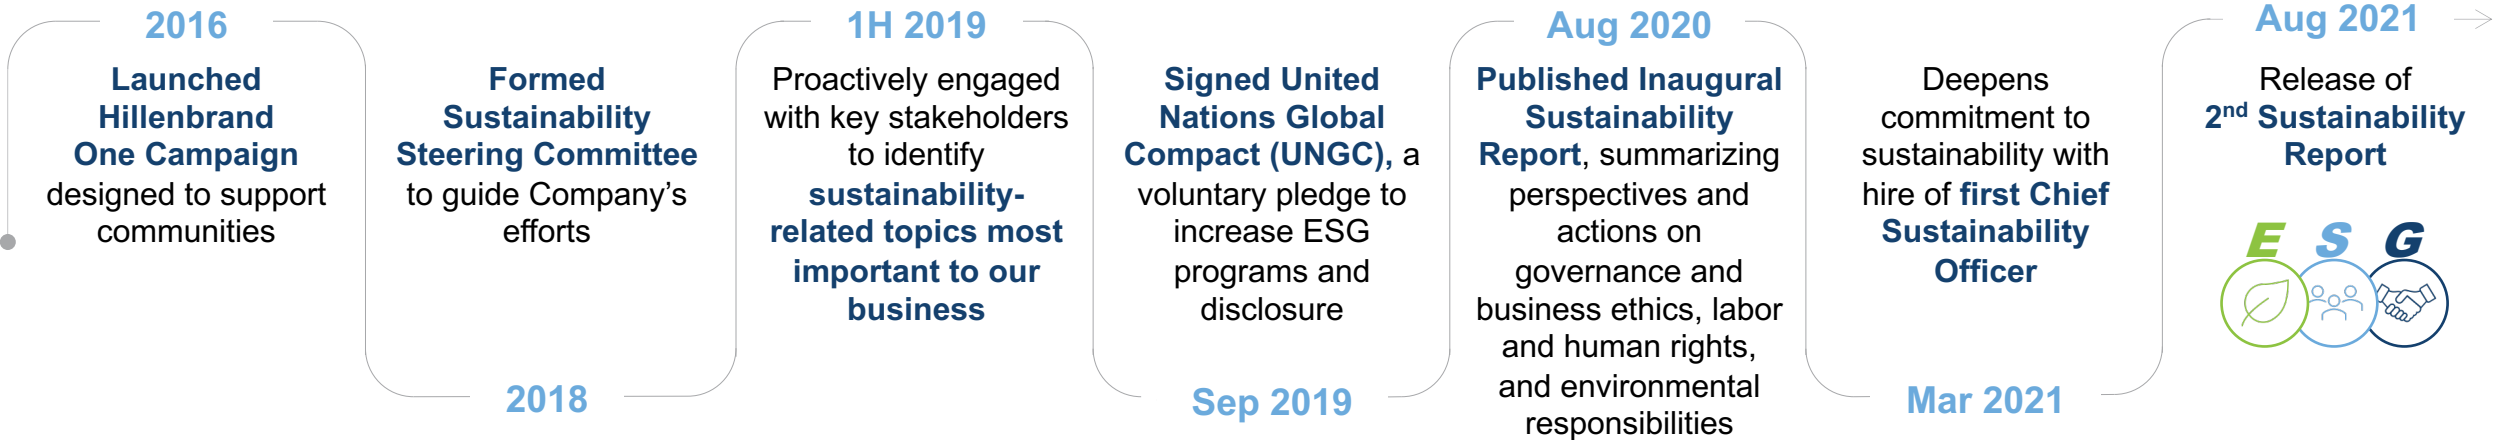 2016
Launched
Hillenbrand
One Campaign
designed to support
communities
Formed
Sustainability
Steering Committee
to guide Company’s
efforts
2018
1H 2019
Proactively engaged
with key stakeholders
to identify
sustainability-
related topics most
important to our
business
Signed United
Nations Global
Compact (UNGC), a
voluntary pledge to
increase ESG
programs and
disclosure
Sep 2019
Aug 2020
Published Inaugural
Sustainability
Report, summarizing
perspectives and
actions on
governance and
business ethics, labor
and human rights,
and environmental
responsibilities
Deepens
commitment to
sustainability with
hire of first Chief
Sustainability
Officer
Mar 2021
Aug 2021
Release of
2nd Sustainability
Report
E S G